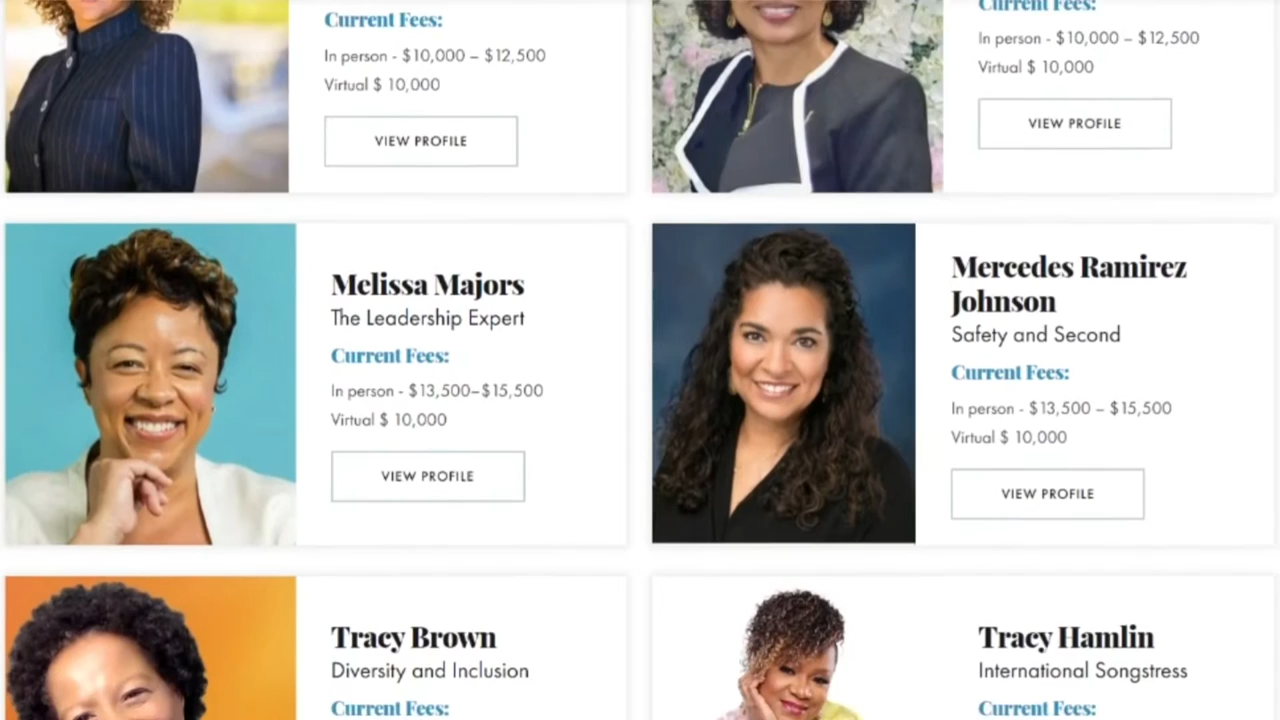 Current Fees:
In person - $10,000 – $12,500
Virtual $ 10,000
VIEW PROFILE
Current Fees:
In person - $10,000 – $12,500
Virtual $ 10,000
VIEW PROFILE
Melissa Majors
The Leadership Expert
Current Fees:
In person - $13,500–$15,500
Virtual $ 10,000
VIEW PROFILE
Mercedes Ramirez
Johnson
Safety and Second
Current Fees:
In person - $13,500 – $15,500
Virtual $ 10,000
VIEW PROFILE
Tracy Brown
Diversity and Inclusion
Current Fees:
Tracy Hamlin
International Songstress
Current Fees: